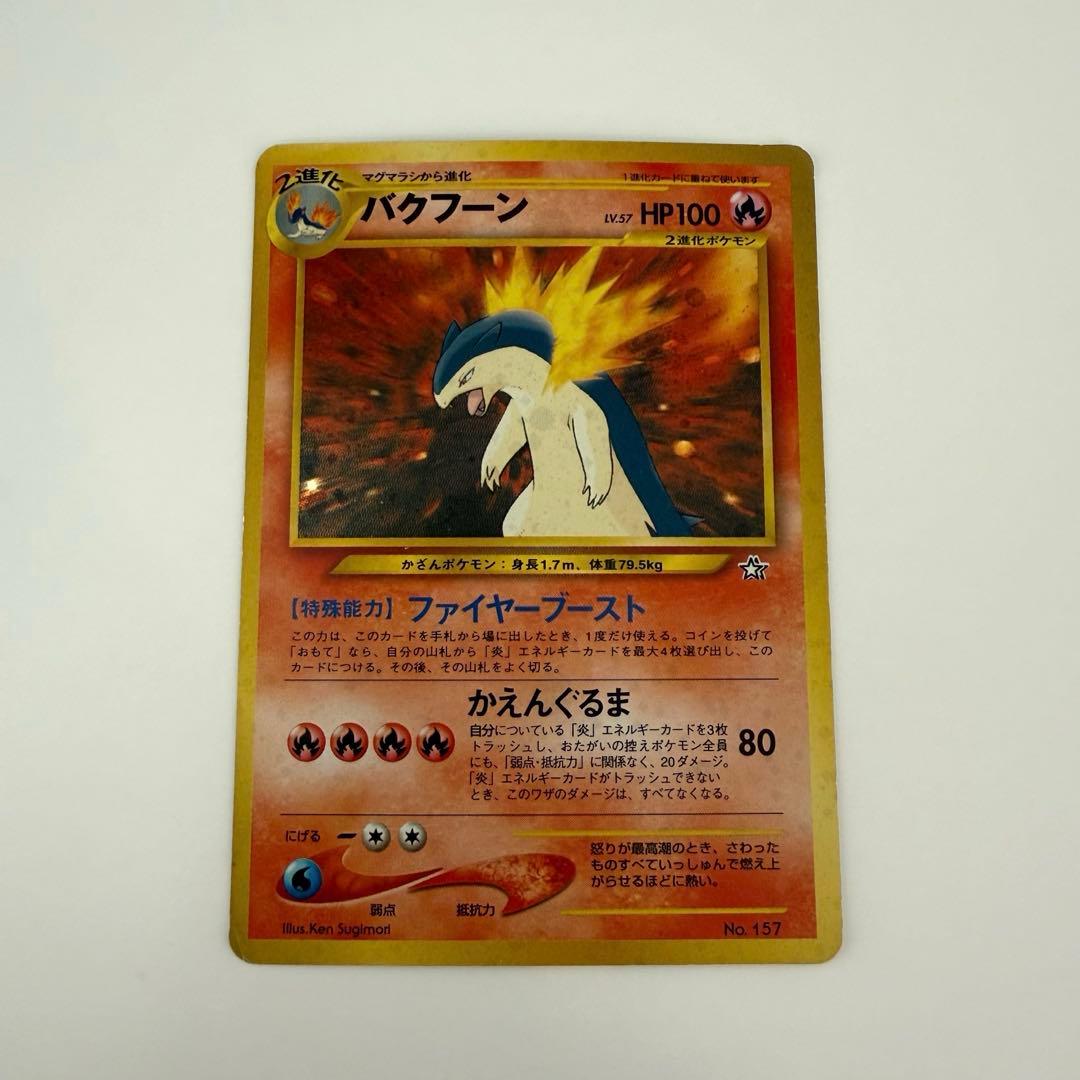 2進化
マグマラシから進化
1進化カードに重ねて使います
バクフーン
LV.57 HP100
2進化ポケモン
かざんポケモン：身長1.7m、体重79.5kg
【特殊能力】ファイヤーブースト
この力は、このカードを手札から場に出したとき、1度だけ使える。コインを投げて
「おもて」なら、自分の山札から「炎」エネルギーカードを最大4枚選び出し、この
カードにつける。その後、その山札をよく切る。
かえんぐるま
自分についている「炎」エネルギーカードを3枚
トラッシュし、おたがいの控えポケモン全員
にも、「弱点・抵抗力」に関係なく、20ダメージ。
「炎」エネルギーカードがトラッシュできない
とき、このワザのダメージは、すべてなくなる。
80
にげる
弱点
抵抗力
怒りが最高潮のとき、さわった
ものすべていっしゅんで燃え上
がらせるほどに熱い。
Illus.Ken Sugimori
No. 157